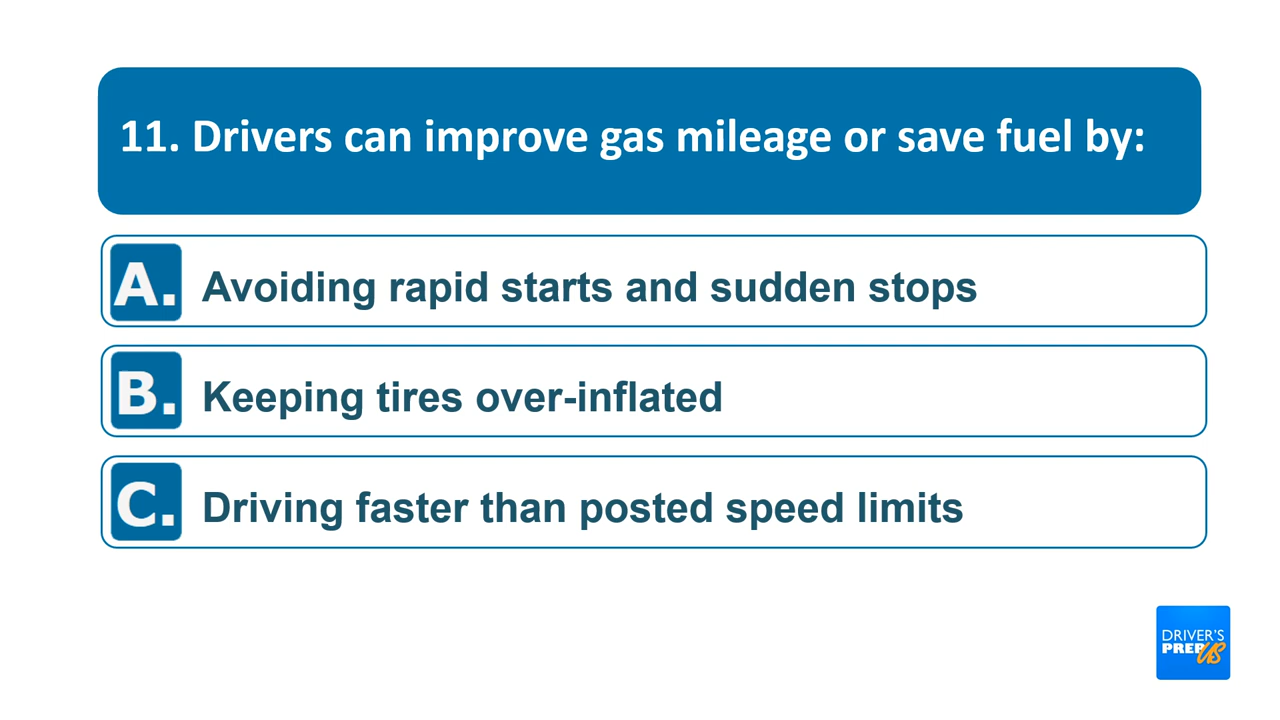 11. Drivers can improve gas mileage or save fuel by:
A. Avoiding rapid starts and sudden stops
B. Keeping tires over-inflated
C. Driving faster than posted speed limits
DRIVER'S
PREP US